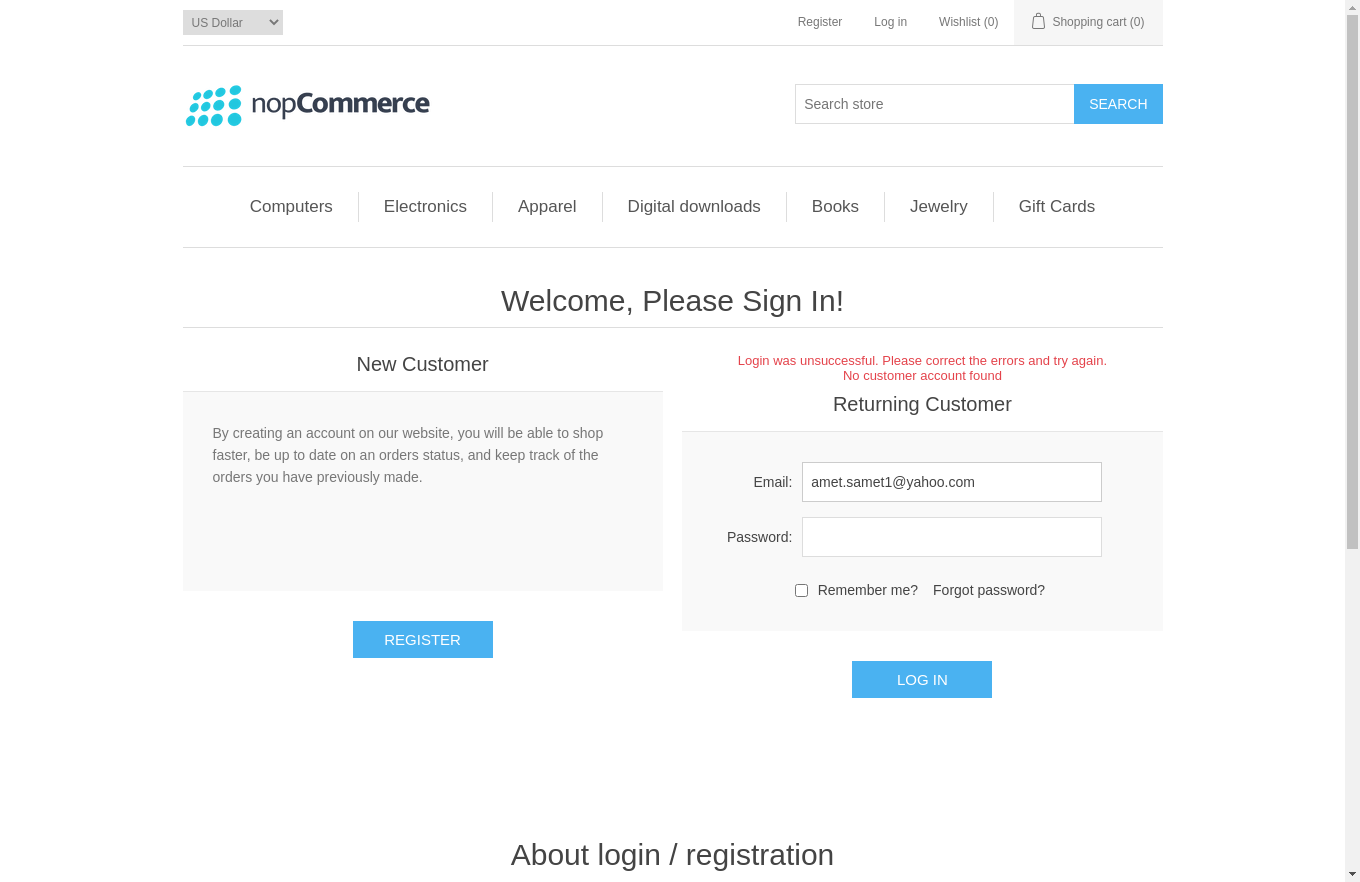 US Dollar
Register
Log in
Wishlist (0)
Shopping cart (0)
nopCommerce
Search store
SEARCH
Computers
Electronics
Apparel
Digital downloads
Books
Jewelry
Gift Cards
Welcome, Please Sign In!
New Customer
By creating an account on our website, you will be able to shop
faster, be up to date on an orders status, and keep track of the
orders you have previously made.
REGISTER
Login was unsuccessful. Please correct the errors and try again.
No customer account found
Returning Customer
Email:
amet.samet1@yahoo.com
Password:
Remember me?
Forgot password?
LOG IN
About login / registration